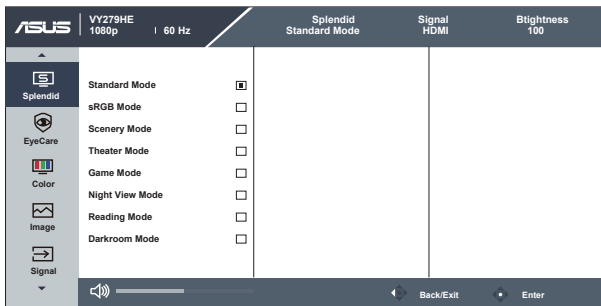 ASUS
VY279HE
1080p 60 Hz
Splendid
Standard Mode
Signal
HDMI
Btightness
100
Splendid
EyeCare
Color
Image
Signal
Standard Mode
sRGB Mode
Scenery Mode
Theater Mode
Game Mode
Night View Mode
Reading Mode
Darkroom Mode
Back/Exit
Enter